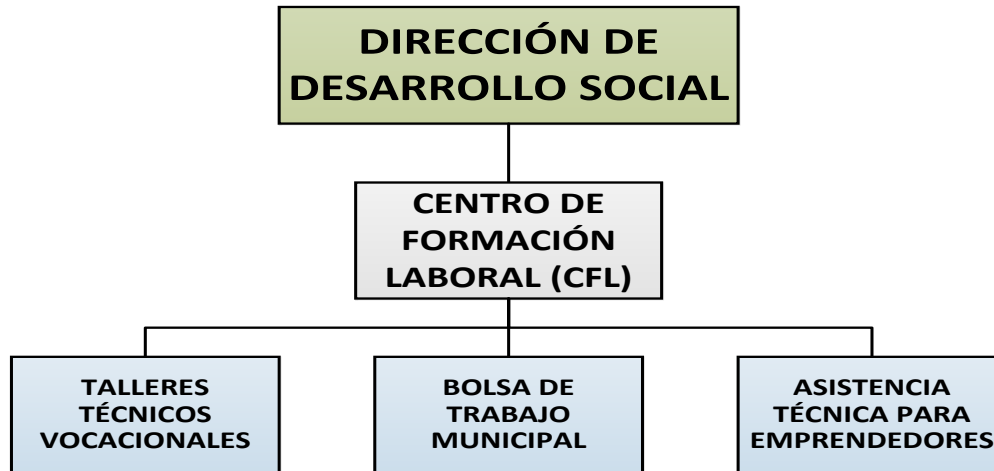 DIRECCIÓN DE
DESARROLLO SOCIAL
CENTRO DE
FORMACIÓN
LABORAL (CFL)
TALLERES
TÉCNICOS
VOCACIONALES
BOLSA DE
TRABAJO
MUNICIPAL
ASISTENCIA
TÉCNICA PARA
EMPRENDEDORES